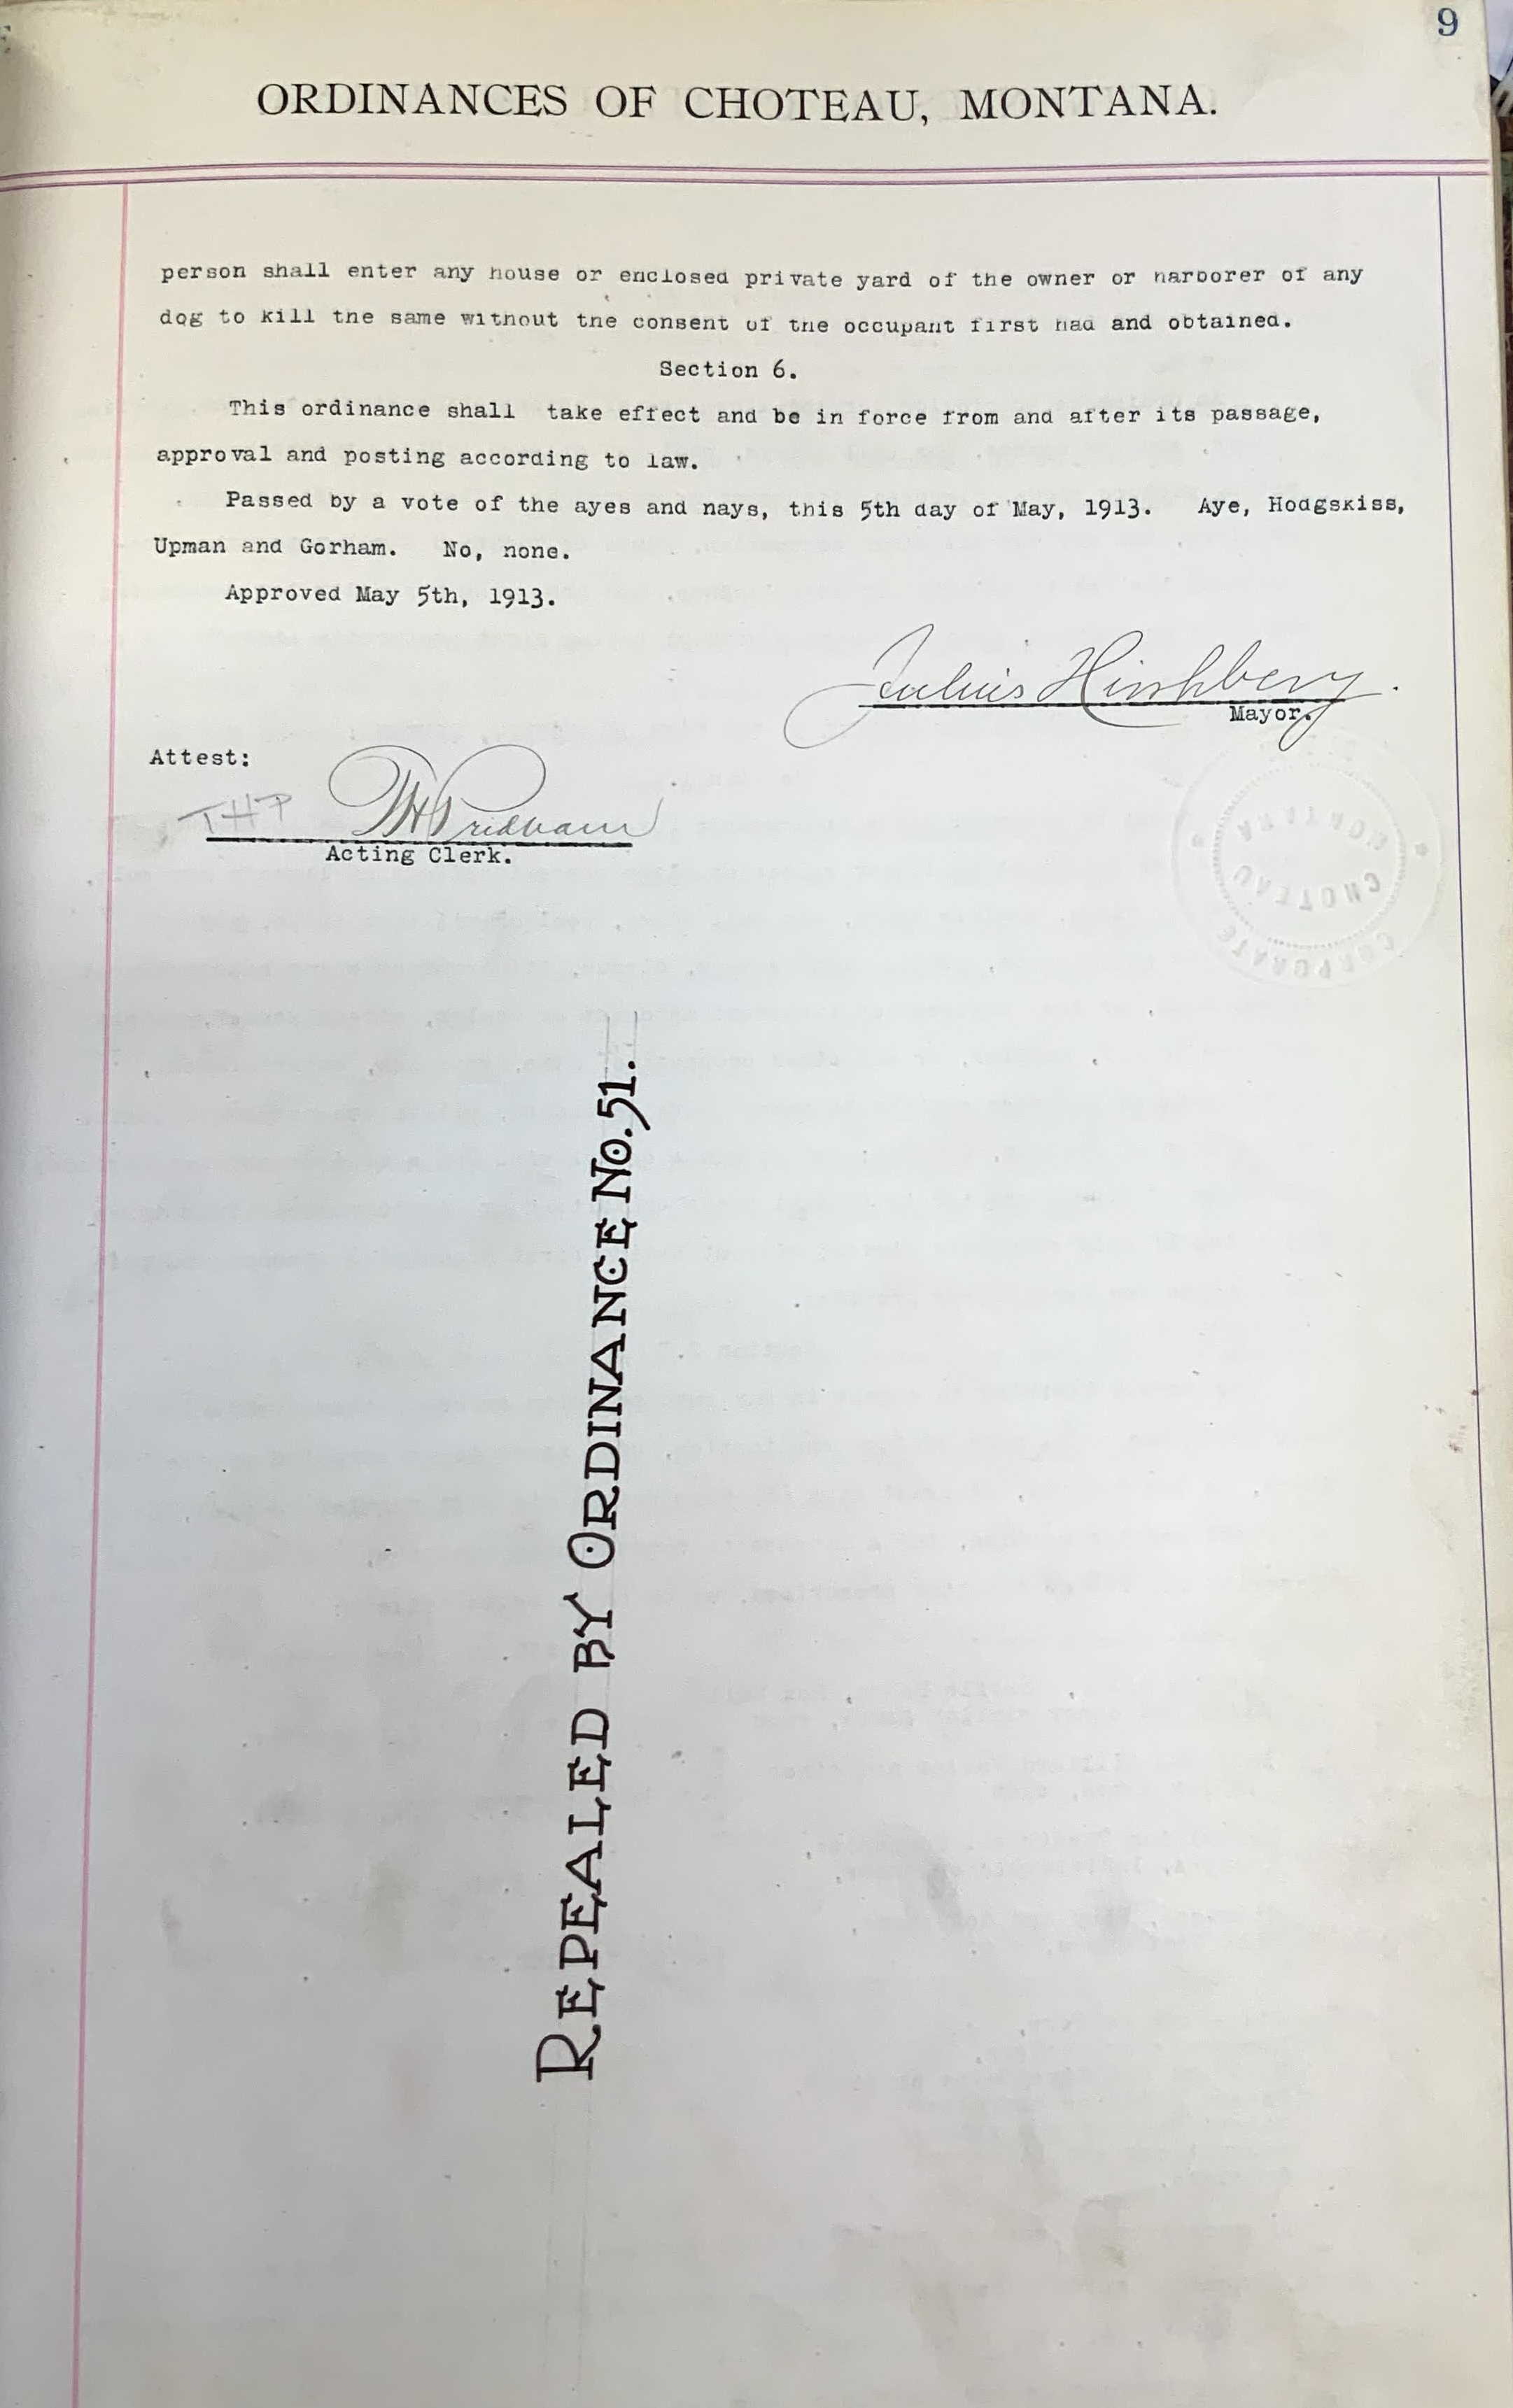 9
ORDINANCES OF CHOTEAU, MONTANA.
person shall enter any house or enclosed private yard of the owner or harborer of any
dog to kill the same without the consent of the occupant first had and obtained.
Section 6.
This ordinance shall take effect and be in force from and after its passage,
approval and posting according to law.
Passed by a vote of the ayes and nays, this 5th day of May, 1913. Aye, Hodgskiss,
Upman and Gorham. No, none.
Approved May 5th, 1913.
Julius Hirshberg.
Mayor.
Attest:
THP THPridham
Acting Clerk.
MONTANA
TOWN
CHOTEAU
CORPORATE
REPEALED BY ORDINANCE No. 51.